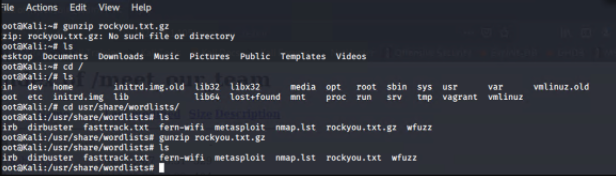 Actions Edit View Help
oot@Kali:~# gunzip rockyou.txt.gz
zip: rockyou.txt.gz: No such file or directory
oot@Kali:~# ls
esktop Documents Downloads Music Pictures Public Templates Videos
oot@Kali:~# cd /
oot@Kali:/# ls
in dev home initrd.img.old lib32 libx32 media opt root sbin sys usr var vmlinuz.old
oot etc initrd.img lib lib64 lost+found mnt proc run srv tmp vagrant vmlinuz
oot@Kali:/# cd usr/share/wordlists/
oot@Kali:/usr/share/wordlists# ls
irb dirbuster fasttrack.txt fern-wifi metasploit nmap.lst rockyou.txt.gz wfuzz
oot@Kali:/usr/share/wordlists# gunzip rockyou.txt.gz
oot@Kali:/usr/share/wordlists# ls
irb dirbuster fasttrack.txt fern-wifi metasploit nmap.lst rockyou.txt wfuzz
oot@Kali:/usr/share/wordlists#